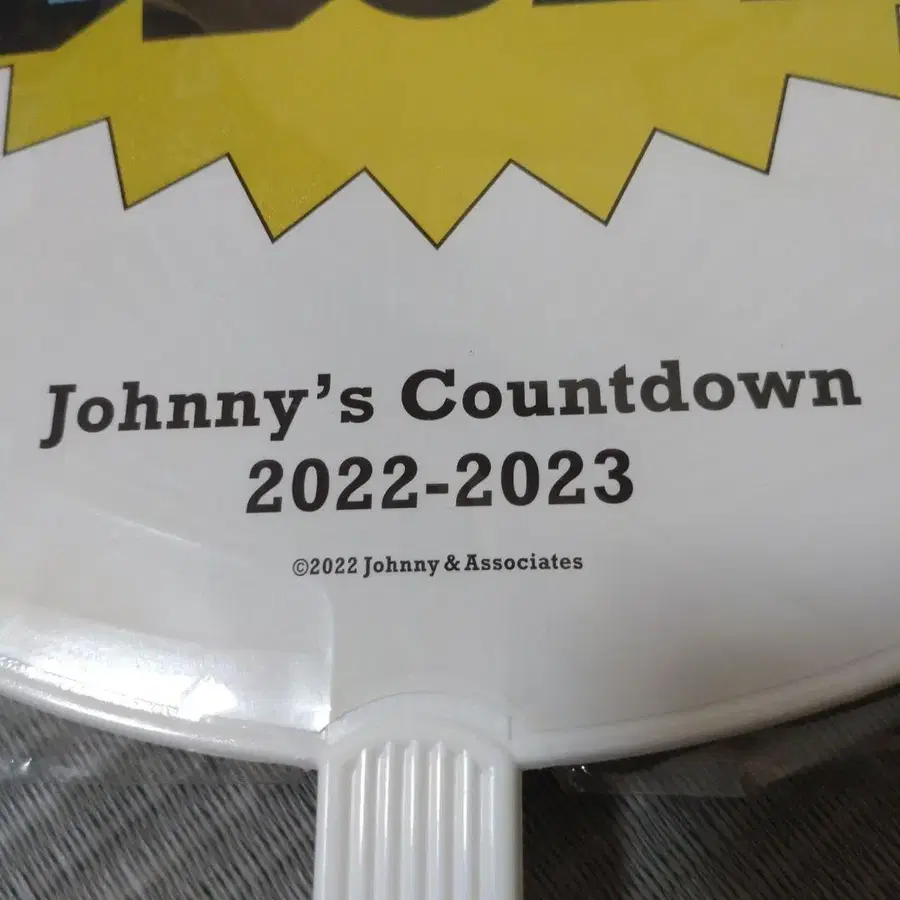 Johnny's Countdown
2022-2023
©2022 Johnny & Associates